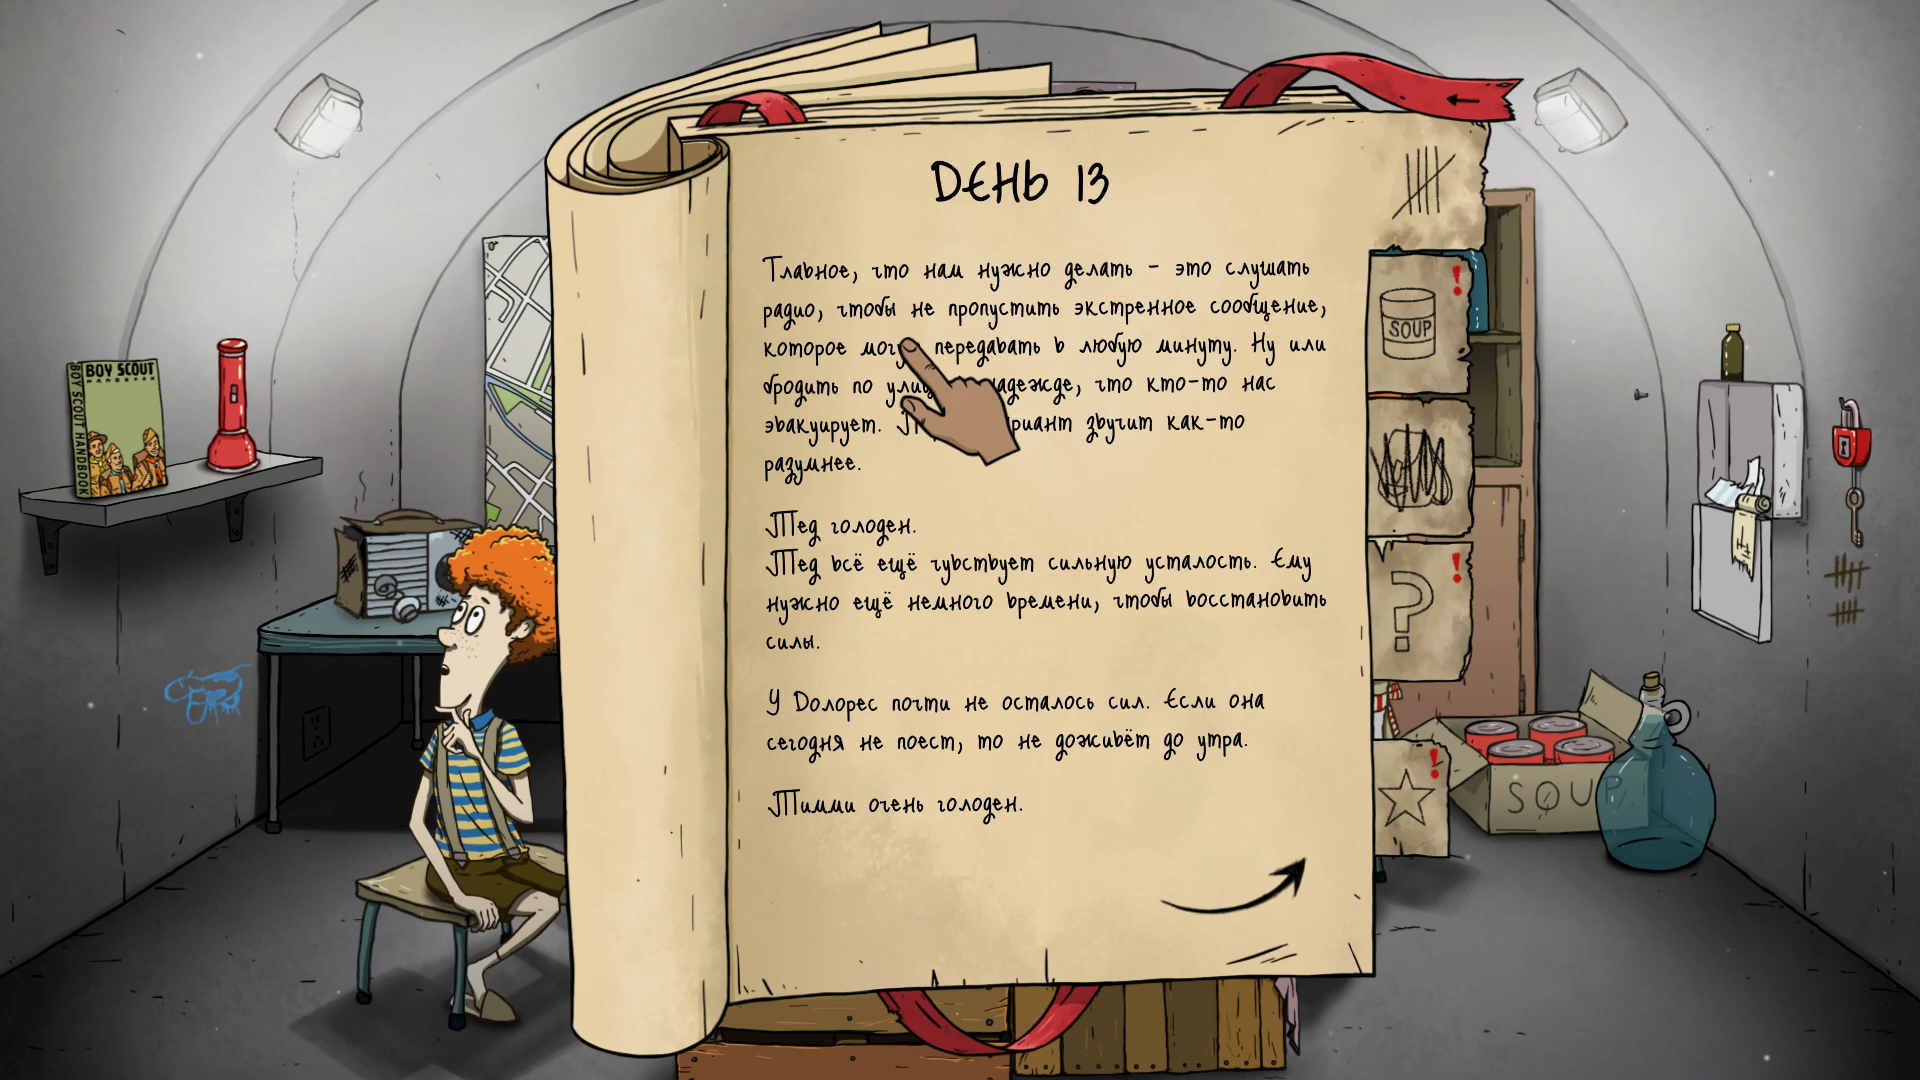 ДЕНЬ 13
Главное, что нам нужно делать - это слушать
радио, чтобы не пропустить экстренное сообщение,
которое могут передавать в любую минуту. Ну или
бродить по надежде, что кто-то нас
эвакуирует. звучит как-то
разумнее.
Тед голоден.
Тед всё ещё чувствует сильную усталость. Ему
нужно ещё немного времени, чтобы восстановить
силы.
У Долорес почти не осталось сил. Если она
сегодня не поест, то не доживёт до утра.
Тимми очень голоден.
BOY SCOUT
HANDBOOK
BOY SCOUT HANDBOOK
SOUP
!
!
?
!
SOUP